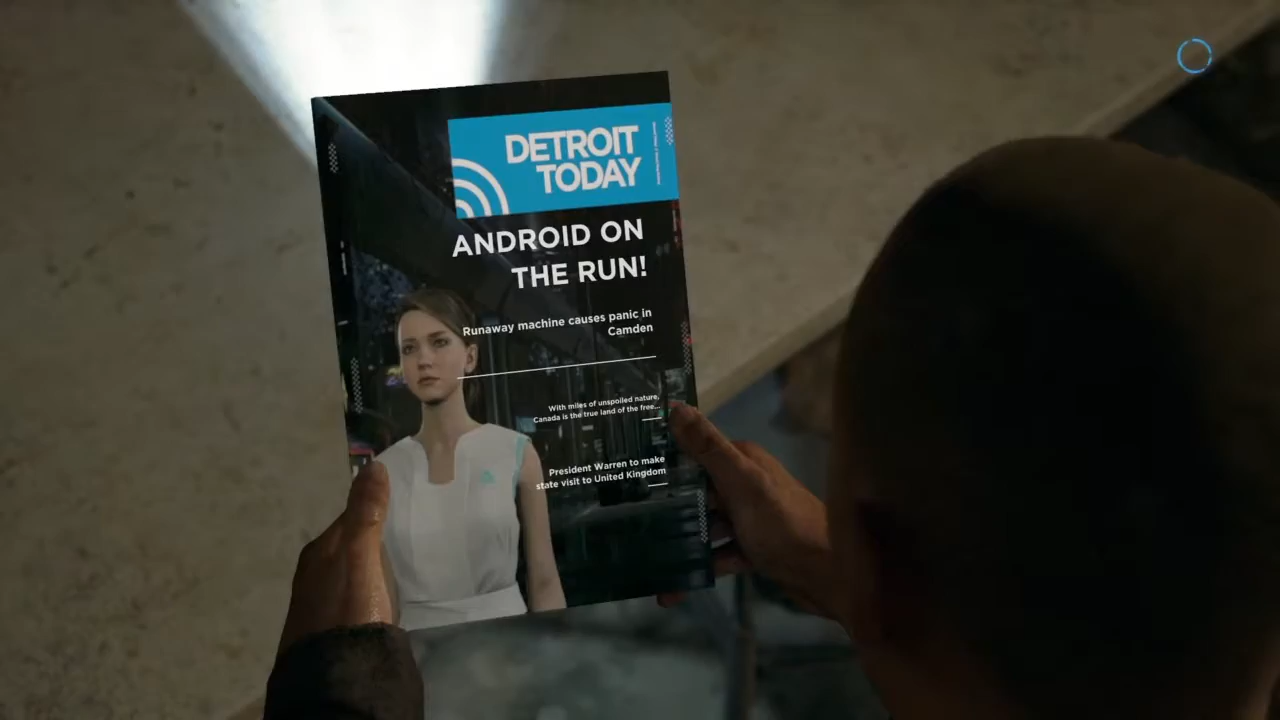 DETROIT
TODAY
ANDROID ON
THE RUN!
Runaway machine causes panic in
Camden
With miles of unspoiled nature,
Canada is the true land of the free...
President Warren to make
state visit to United Kingdom